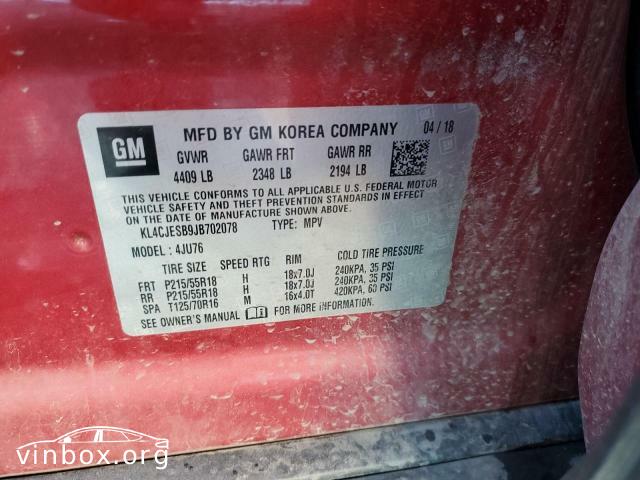 GM MFD BY GM KOREA COMPANY 04 / 18
GVWR GAWR FRT GAWR RR
4409 LB 2348 LB 2194 LB
THIS VEHICLE CONFORMS TO ALL APPLICABLE U.S. FEDERAL MOTOR
VEHICLE SAFETY AND THEFT PREVENTION STANDARDS IN EFFECT
ON THE DATE OF MANUFACTURE SHOWN ABOVE.
KL4CJESB9JB702078 TYPE: MPV
MODEL: 4JU76
TIRE SIZE SPEED RTG RIM COLD TIRE PRESSURE
FRT P215/55R18 H 18x7.0J 240KPA, 35 PSI
RR P215/55R18 H 18x7.0J 240KPA, 35 PSI
SPA T125/70R16 M 16x4.0T 420KPA, 60 PSI
SEE OWNER'S MANUAL FOR MORE INFORMATION.
vinbox.org